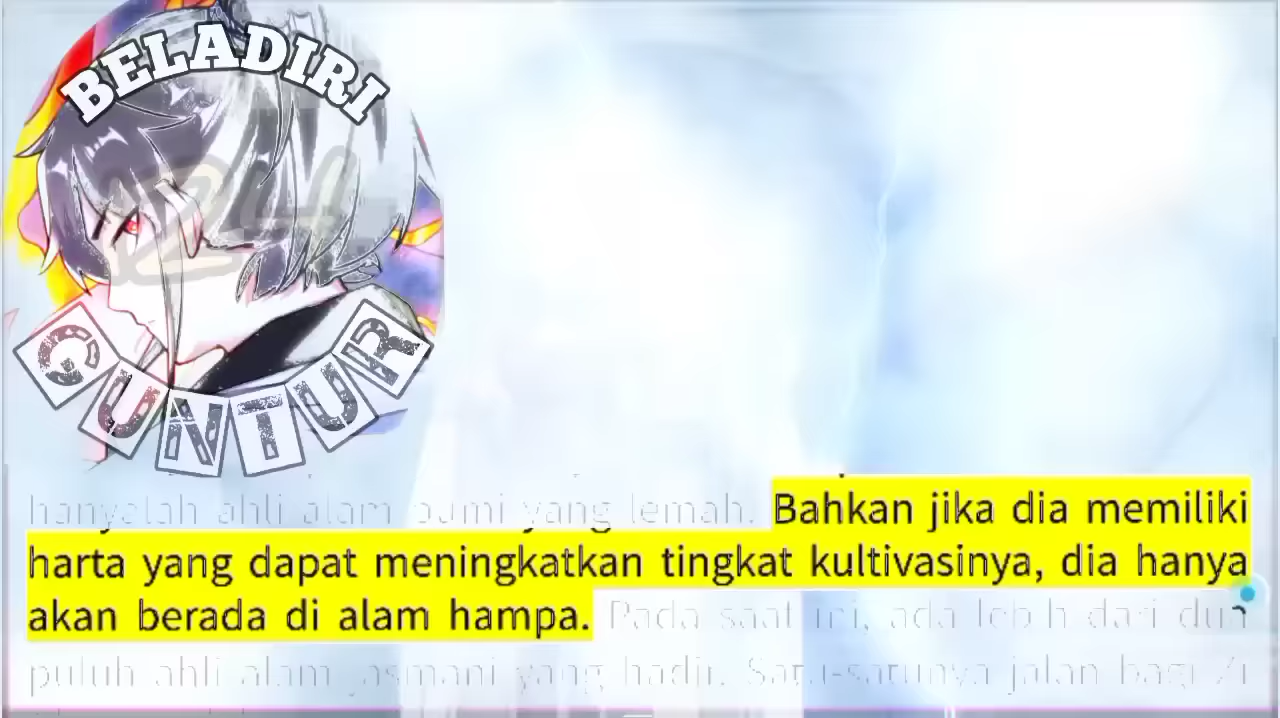 BELADIRI
GUNTUR
hanyalah ahli alam bumi yang lemah. Bahkan jika dia memiliki
harta yang dapat meningkatkan tingkat kultivasinya, dia hanya
akan berada di alam hampa. Pada saat ini, ada lebih dari dua
puluh ahli alam jasmani yang hadir. Satu-satunya jalan bagi Zi